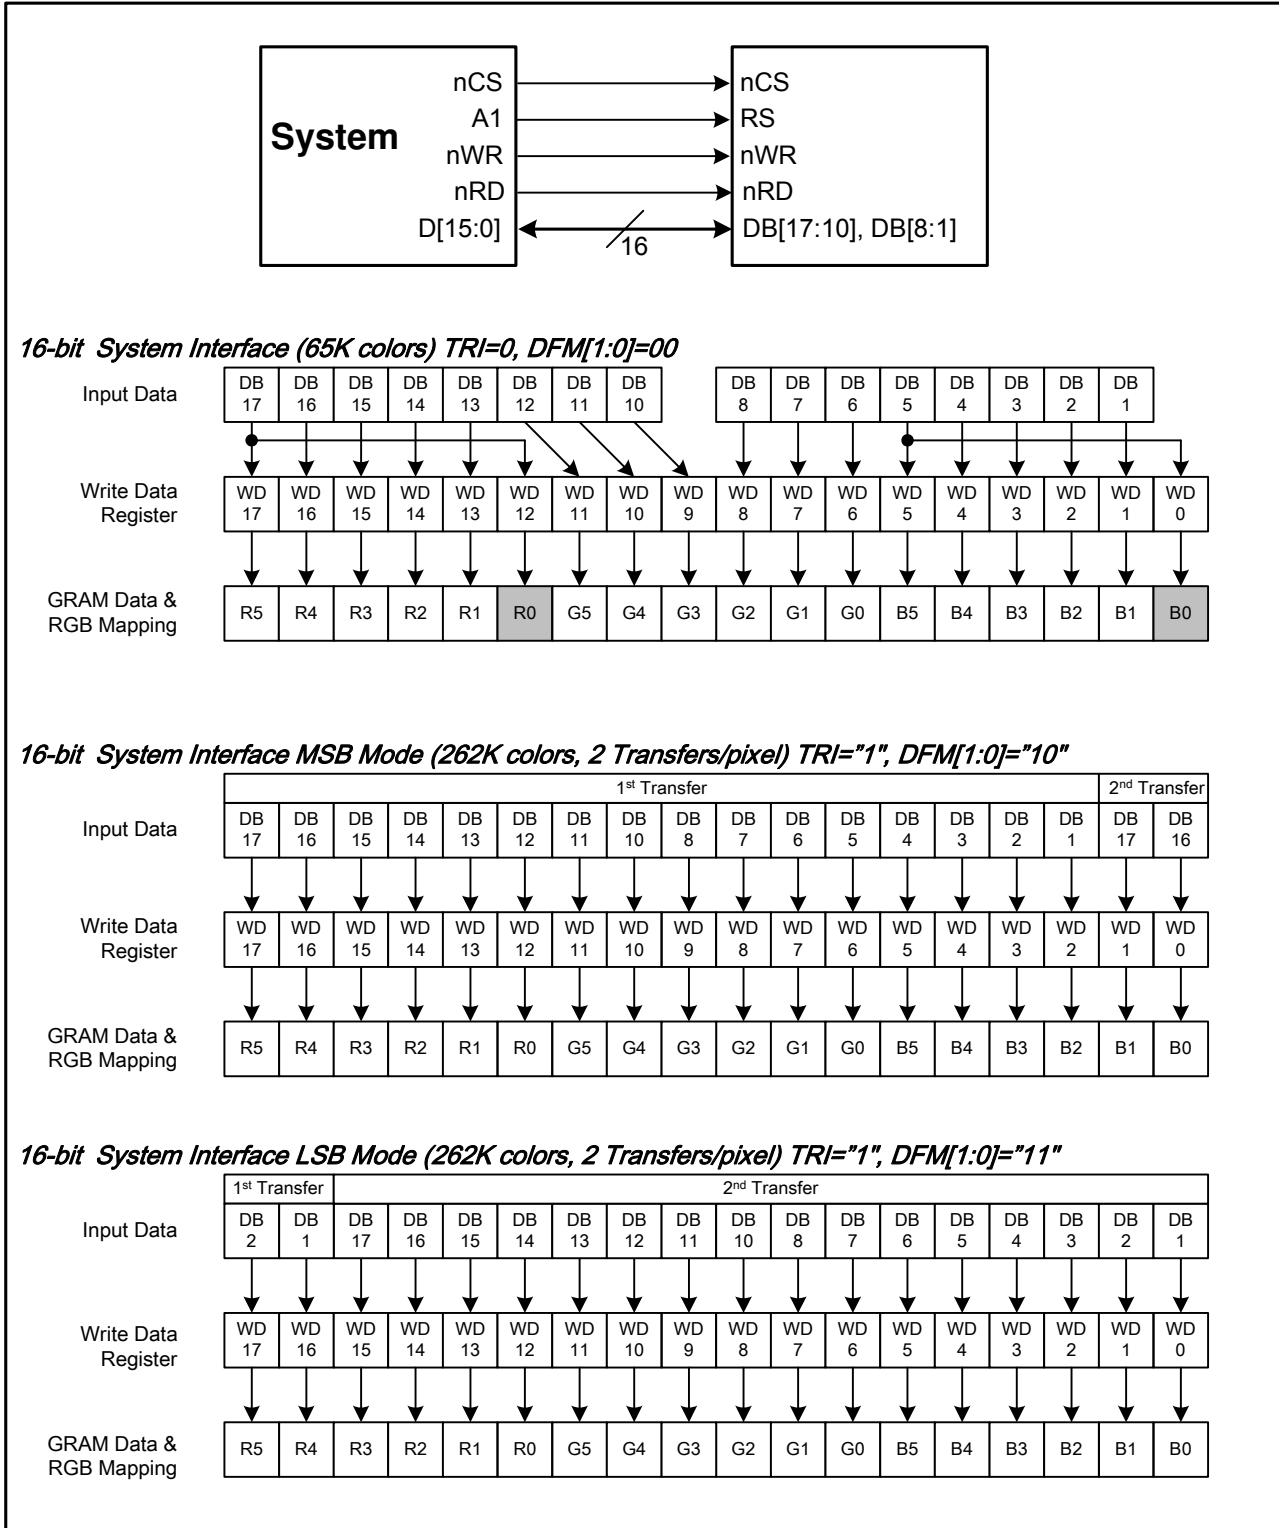 System
nCS nCS
A1 RS
nWR nWR
nRD nRD
D[15:0] 16 DB[17:10], DB[8:1]
16-bit System Interface (65K colors) TRI=0, DFM[1:0]=00
Input Data DB 17 DB 16 DB 15 DB 14 DB 13 DB 12 DB 11 DB 10 DB 8 DB 7 DB 6 DB 5 DB 4 DB 3 DB 2 DB 1
Write Data Register WD 17 WD 16 WD 15 WD 14 WD 13 WD 12 WD 11 WD 10 WD 9 WD 8 WD 7 WD 6 WD 5 WD 4 WD 3 WD 2 WD 1 WD 0
GRAM Data & RGB Mapping R5 R4 R3 R2 R1 R0 G5 G4 G3 G2 G1 G0 B5 B4 B3 B2 B1 B0
16-bit System Interface MSB Mode (262K colors, 2 Transfers/pixel) TRI="1", DFM[1:0]="10"
1st Transfer 2nd Transfer
Input Data DB 17 DB 16 DB 15 DB 14 DB 13 DB 12 DB 11 DB 10 DB 8 DB 7 DB 6 DB 5 DB 4 DB 3 DB 2 DB 1 DB 17 DB 16
Write Data Register WD 17 WD 16 WD 15 WD 14 WD 13 WD 12 WD 11 WD 10 WD 9 WD 8 WD 7 WD 6 WD 5 WD 4 WD 3 WD 2 WD 1 WD 0
GRAM Data & RGB Mapping R5 R4 R3 R2 R1 R0 G5 G4 G3 G2 G1 G0 B5 B4 B3 B2 B1 B0
16-bit System Interface LSB Mode (262K colors, 2 Transfers/pixel) TRI="1", DFM[1:0]="11"
1st Transfer 2nd Transfer
Input Data DB 2 DB 1 DB 17 DB 16 DB 15 DB 14 DB 13 DB 12 DB 11 DB 10 DB 8 DB 7 DB 6 DB 5 DB 4 DB 3 DB 2 DB 1
Write Data Register WD 17 WD 16 WD 15 WD 14 WD 13 WD 12 WD 11 WD 10 WD 9 WD 8 WD 7 WD 6 WD 5 WD 4 WD 3 WD 2 WD 1 WD 0
GRAM Data & RGB Mapping R5 R4 R3 R2 R1 R0 G5 G4 G3 G2 G1 G0 B5 B4 B3 B2 B1 B0